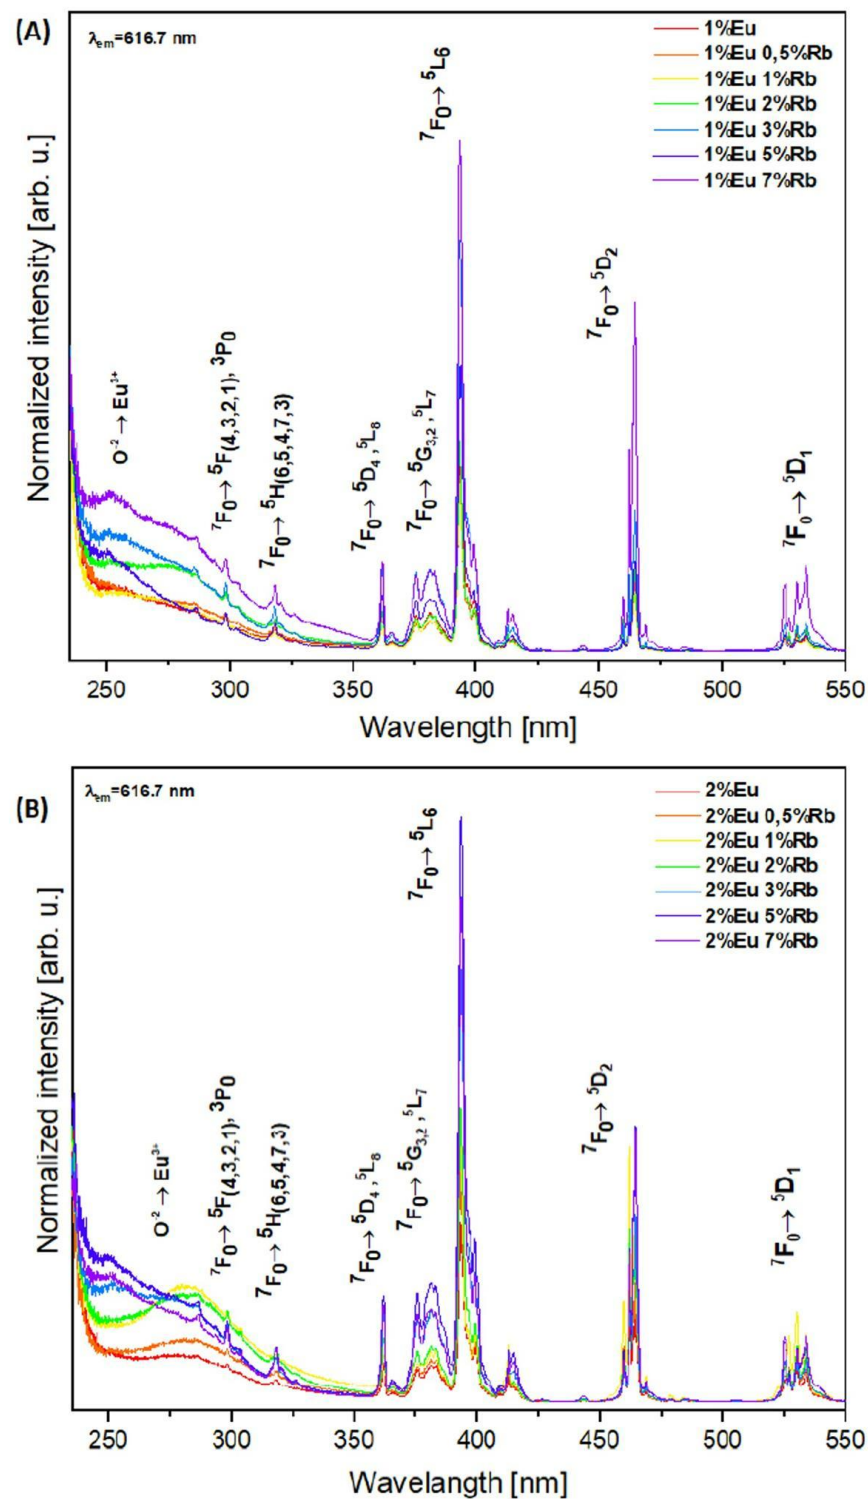 (A)
λem=616.7 nm
1%Eu
1%Eu 0,5%Rb
1%Eu 1%Rb
1%Eu 2%Rb
1%Eu 3%Rb
1%Eu 5%Rb
1%Eu 7%Rb
O⁻² → Eu³⁺
⁷F₀→ ⁵F(4,3,2,1), ³P₀
⁷F₀→ ⁵H(6,5,4,7,3)
⁷F₀→ ⁵D₄ , ⁵L₈
⁷F₀→ ⁵G₃,₂ , ⁵L₇
⁷F₀→ ⁵L₆
⁷F₀→ ⁵D₂
⁷F₀→ ⁵D₁
Normalized intensity [arb. u.]
250 300 350 400 450 500 550
Wavelength [nm]
(B)
λem=616.7 nm
2%Eu
2%Eu 0,5%Rb
2%Eu 1%Rb
2%Eu 2%Rb
2%Eu 3%Rb
2%Eu 5%Rb
2%Eu 7%Rb
O⁻² → Eu³⁺
⁷F₀→ ⁵F(4,3,2,1), ³P₀
⁷F₀→ ⁵H(6,5,4,7,3)
⁷F₀→ ⁵D₄ , ⁵L₈
⁷F₀→ ⁵G₃,₂ , ⁵L₇
⁷F₀→ ⁵L₆
⁷F₀→ ⁵D₂
⁷F₀→ ⁵D₁
Normalized intensity [arb. u.]
250 300 350 400 450 500 550
Wavelangth [nm]